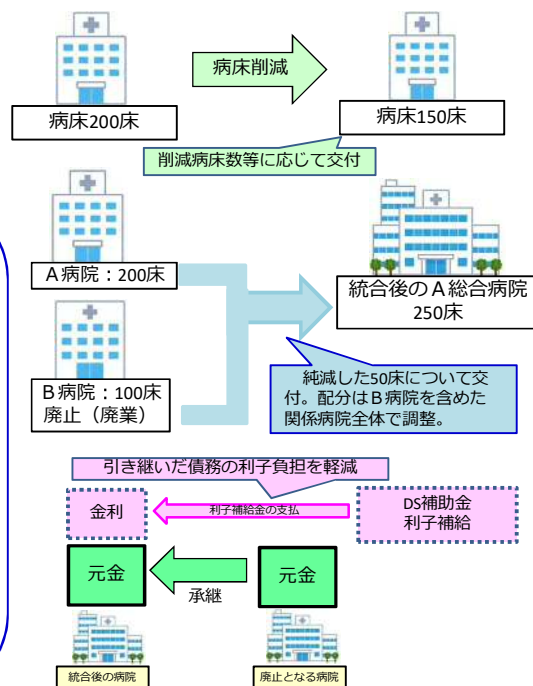 病床削減
病床200床
病床150床
削減病床数等に応じて交付
A病院：200床
B病院：100床
廃止（廃業）
統合後のA総合病院
250床
純減した50床について交
付。配分はB病院を含めた
関係病院全体で調整。
引き継いだ債務の利子負担を軽減
金利
利子補給金の支払
DS補助金
利子補給
元金
承継
元金
統合後の病院
廃止となる病院